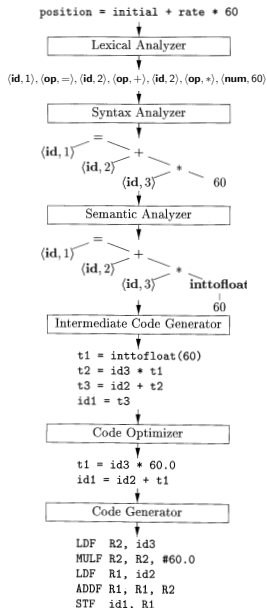 position = initial + rate * 60
Lexical Analyzer
⟨id, 1⟩, ⟨op, =⟩, ⟨id, 2⟩, ⟨op, +⟩, ⟨id, 2⟩, ⟨op, *⟩, ⟨num, 60⟩
Syntax Analyzer
=
⟨id, 1⟩ +
⟨id, 2⟩ *
⟨id, 3⟩ 60
Semantic Analyzer
=
⟨id, 1⟩ +
⟨id, 2⟩ *
⟨id, 3⟩ inttofloat
60
Intermediate Code Generator
t1 = inttofloat(60)
t2 = id3 * t1
t3 = id2 + t2
id1 = t3
Code Optimizer
t1 = id3 * 60.0
id1 = id2 + t1
Code Generator
LDF R2, id3
MULF R2, R2, #60.0
LDF R1, id2
ADDF R1, R1, R2
STF id1, R1